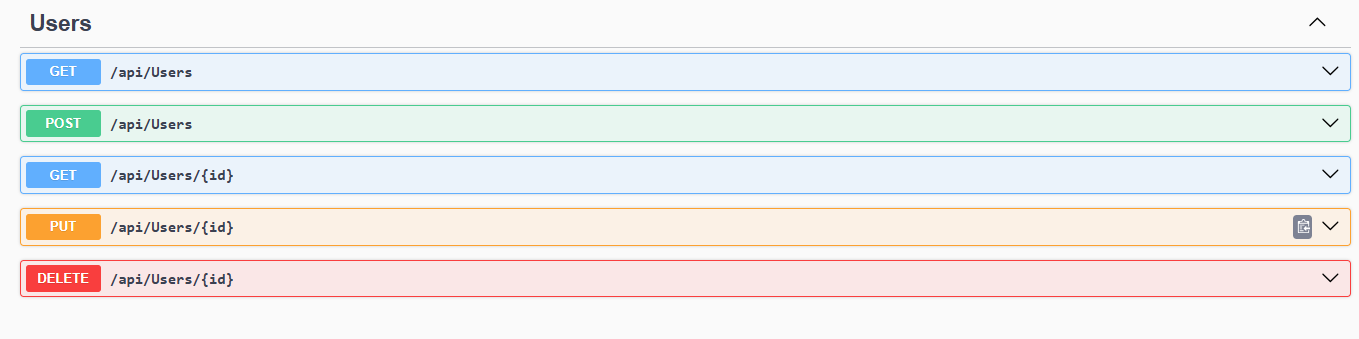 Users
GET /api/Users
POST /api/Users
GET /api/Users/{id}
PUT /api/Users/{id}
DELETE /api/Users/{id}